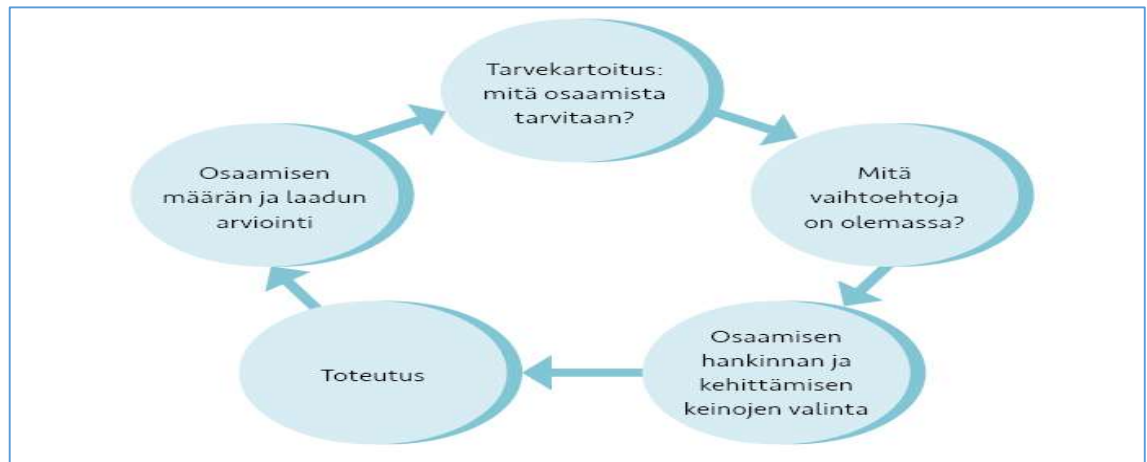 Tarvekartoitus:
mitä osaamista
tarvitaan?
Mitä
vaihtoehtoja
on olemassa?
Osaamisen
hankinnan ja
kehittämisen
keinojen valinta
Toteutus
Osaamisen
määrän ja laadun
arviointi